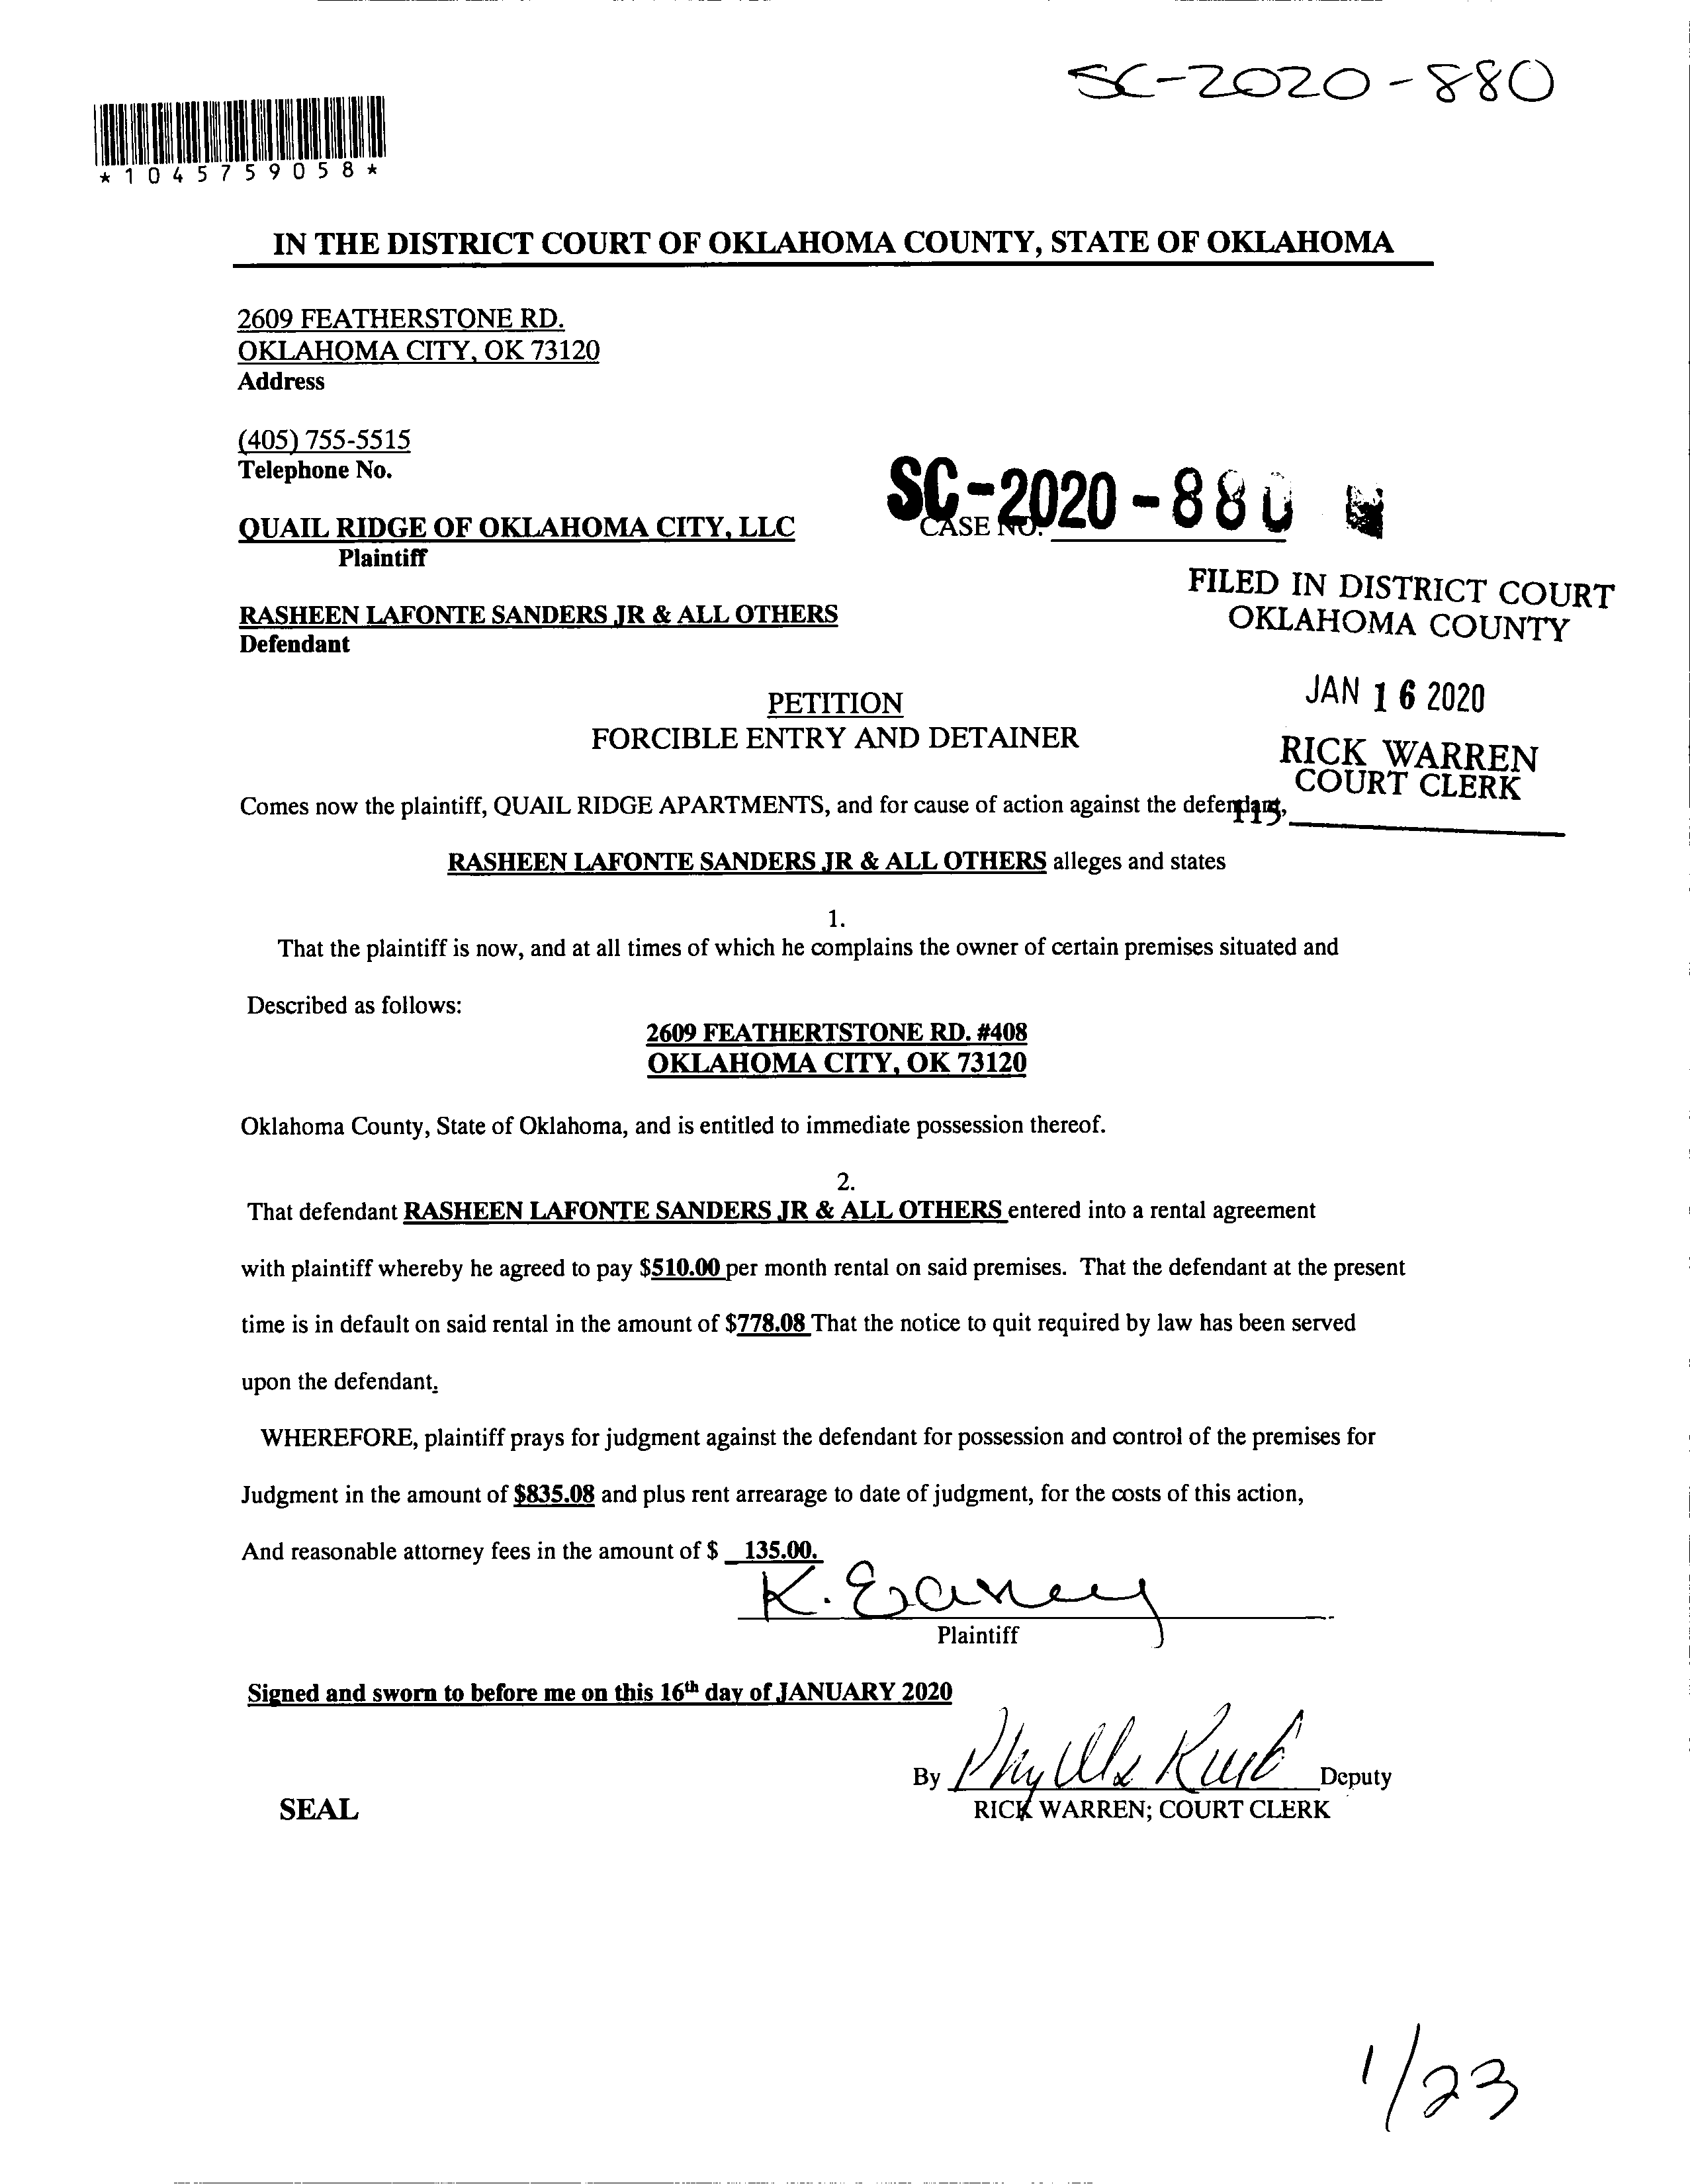 SC-2020-880
*1045759058*
IN THE DISTRICT COURT OF OKLAHOMA COUNTY, STATE OF OKLAHOMA
2609 FEATHERSTONE RD.
OKLAHOMA CITY, OK 73120
Address
(405) 755-5515
Telephone No.
SC-2020-880
QUAIL RIDGE OF OKLAHOMA CITY, LLC
CASE NO.
Plaintiff
FILED IN DISTRICT COURT
OKLAHOMA COUNTY
RASHEEN LAFONTE SANDERS JR & ALL OTHERS
Defendant
JAN 16 2020
PETITION
FORCIBLE ENTRY AND DETAINER
RICK WARREN
COURT CLERK
Comes now the plaintiff, QUAIL RIDGE APARTMENTS, and for cause of action against the defendant,
115
RASHEEN LAFONTE SANDERS JR & ALL OTHERS alleges and states
1.
That the plaintiff is now, and at all times of which he complains the owner of certain premises situated and
Described as follows:
2609 FEATHERTSTONE RD. #408
OKLAHOMA CITY, OK 73120
Oklahoma County, State of Oklahoma, and is entitled to immediate possession thereof.
2.
That defendant RASHEEN LAFONTE SANDERS JR & ALL OTHERS entered into a rental agreement
with plaintiff whereby he agreed to pay $510.00 per month rental on said premises. That the defendant at the present
time is in default on said rental in the amount of $778.08 That the notice to quit required by law has been served
upon the defendant.
WHEREFORE, plaintiff prays for judgment against the defendant for possession and control of the premises for
Judgment in the amount of $835.08 and plus rent arrearage to date of judgment, for the costs of this action,
And reasonable attorney fees in the amount of $ 135.00.
K.
Plaintiff
Signed and sworn to before me on this 16th day of JANUARY 2020
By Phyllis Deputy
SEAL
RICK WARREN; COURT CLERK
1/23